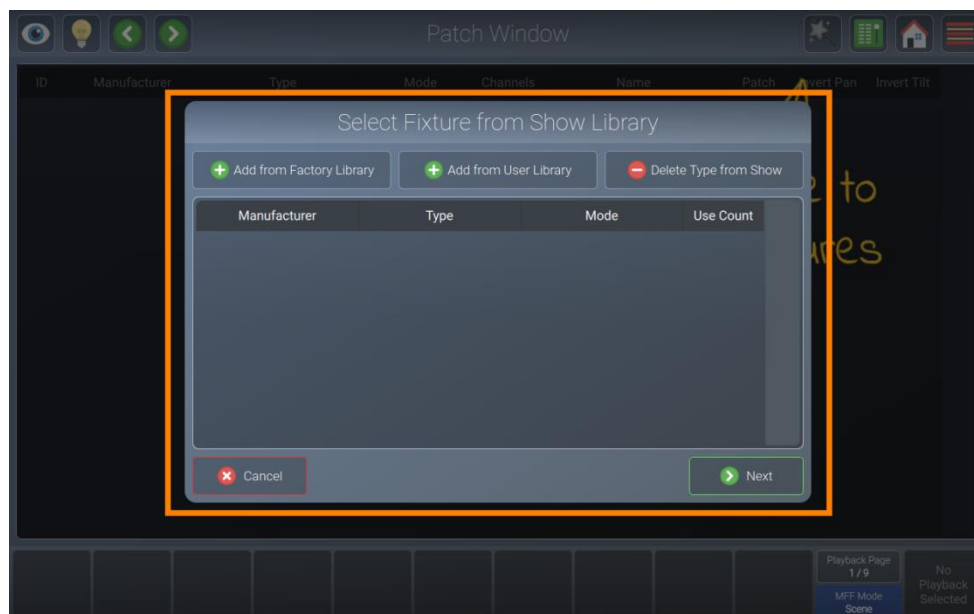 Patch Window
ID Manufacturer Type Mode Channels Name Patch Invert Pan Invert Tilt
Select Fixture from Show Library
Add from Factory Library Add from User Library Delete Type from Show
to
Manufacturer Type Mode Use Count
Cancel Next
Playback Page
1 / 9
MFF Mode
Scene
No
Playback
Selected